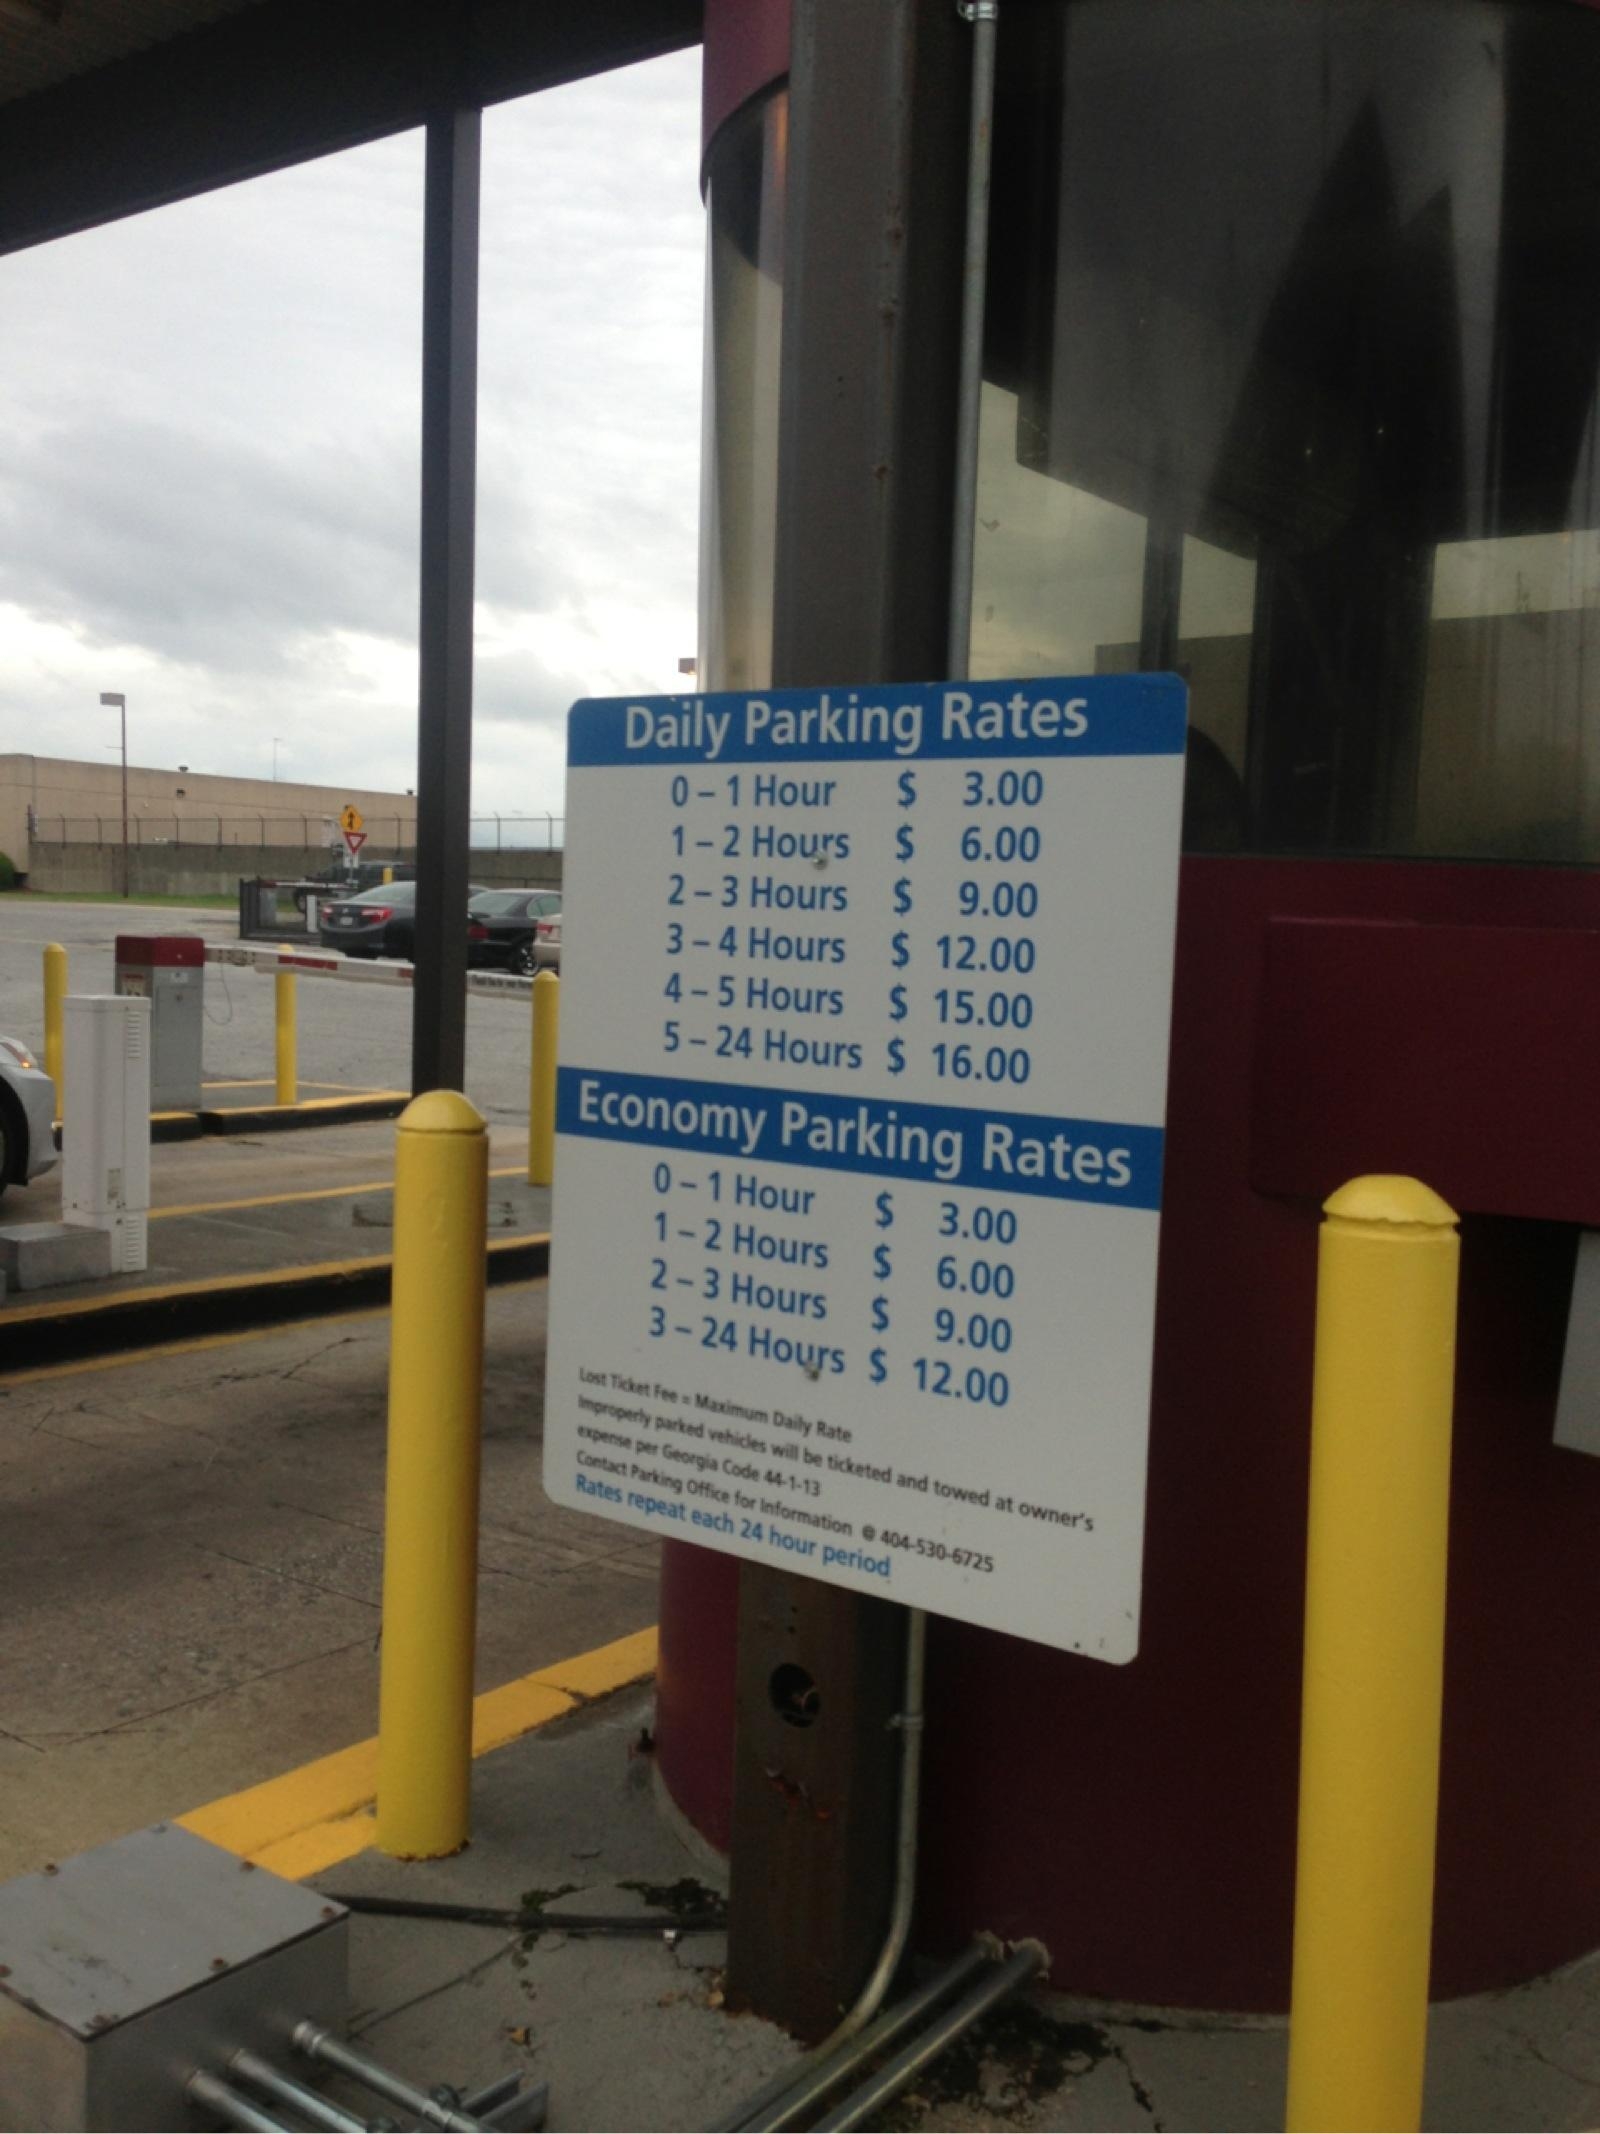 Daily Parking Rates
0 – 1 Hour $ 3.00
1 – 2 Hours $ 6.00
2 – 3 Hours $ 9.00
3 – 4 Hours $ 12.00
4 – 5 Hours $ 15.00
5 – 24 Hours $ 16.00
Economy Parking Rates
0 – 1 Hour $ 3.00
1 – 2 Hours $ 6.00
2 – 3 Hours $ 9.00
3 – 24 Hours $ 12.00
Lost Ticket Fee = Maximum Daily Rate
Improperly parked vehicles will be ticketed and towed at owner's
expense per Georgia Code 44-1-13
Contact Parking Office for Information @ 404-530-6725
Rates repeat each 24 hour period